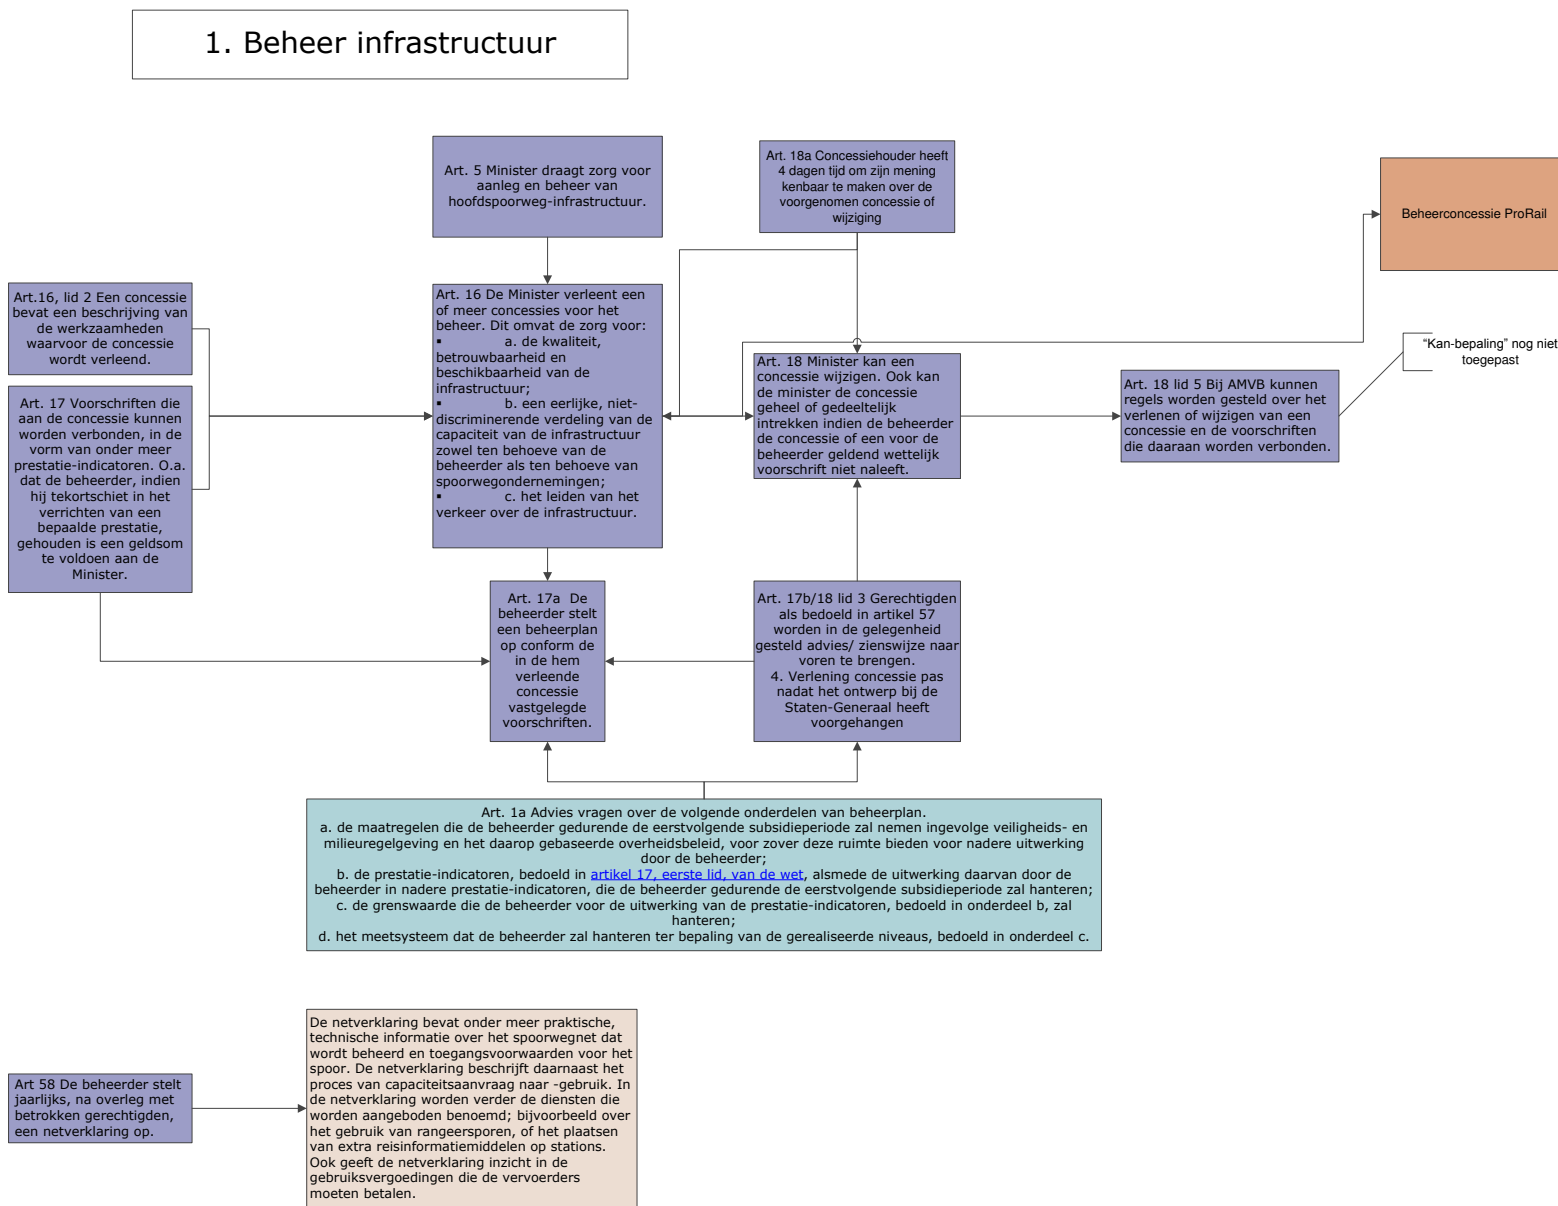 1. Beheer infrastructuur
Art. 5 Minister draagt zorg voor
aanleg en beheer van
hoofdspoorweg-infrastructuur.
Art. 18a Concessiehouder heeft
4 dagen tijd om zijn mening
kenbaar te maken over de
voorgenomen concessie of
wijziging
Beheerconcessie ProRail
Art.16, lid 2 Een concessie
bevat een beschrijving van
de werkzaamheden
waarvoor de concessie
wordt verleend.
Art. 16 De Minister verleent een
of meer concessies voor het
beheer. Dit omvat de zorg voor:
▪ a. de kwaliteit,
betrouwbaarheid en
beschikbaarheid van de
infrastructuur;
▪ b. een eerlijke, niet-
discriminerende verdeling van de
capaciteit van de infrastructuur
zowel ten behoeve van de
beheerder als ten behoeve van
spoorwegondernemingen;
▪ c. het leiden van het
verkeer over de infrastructuur.
Art. 18 Minister kan een
concessie wijzigen. Ook kan
de minister de concessie
geheel of gedeeltelijk
intrekken indien de beheerder
de concessie of een voor de
beheerder geldend wettelijk
voorschrift niet naleeft.
Art. 18 lid 5 Bij AMVB kunnen
regels worden gesteld over het
verlenen of wijzigen van een
concessie en de voorschriften
die daaraan worden verbonden.
“Kan-bepaling” nog niet
toegepast
Art. 17 Voorschriften die
aan de concessie kunnen
worden verbonden, in de
vorm van onder meer
prestatie-indicatoren. O.a.
dat de beheerder, indien
hij tekortschiet in het
verrichten van een
bepaalde prestatie,
gehouden is een geldsom
te voldoen aan de
Minister.
Art. 17a De
beheerder stelt
een beheerplan
op conform de
in de hem
verleende
concessie
vastgelegde
voorschriften.
Art. 17b/18 lid 3 Gerechtigden
als bedoeld in artikel 57
worden in de gelegenheid
gesteld advies/ zienswijze naar
voren te brengen.
4. Verlening concessie pas
nadat het ontwerp bij de
Staten-Generaal heeft
voorgehangen
Art. 1a Advies vragen over de volgende onderdelen van beheerplan.
a. de maatregelen die de beheerder gedurende de eerstvolgende subsidieperiode zal nemen ingevolge veiligheids- en
milieuregelgeving en het daarop gebaseerde overheidsbeleid, voor zover deze ruimte bieden voor nadere uitwerking
door de beheerder;
b. de prestatie-indicatoren, bedoeld in artikel 17, eerste lid, van de wet, alsmede de uitwerking daarvan door de
beheerder in nadere prestatie-indicatoren, die de beheerder gedurende de eerstvolgende subsidieperiode zal hanteren;
c. de grenswaarde die de beheerder voor de uitwerking van de prestatie-indicatoren, bedoeld in onderdeel b, zal
hanteren;
d. het meetsysteem dat de beheerder zal hanteren ter bepaling van de gerealiseerde niveaus, bedoeld in onderdeel c.
Art 58 De beheerder stelt
jaarlijks, na overleg met
betrokken gerechtigden,
een netverklaring op.
De netverklaring bevat onder meer praktische,
technische informatie over het spoorwegnet dat
wordt beheerd en toegangsvoorwaarden voor het
spoor. De netverklaring beschrijft daarnaast het
proces van capaciteitsaanvraag naar -gebruik. In
de netverklaring worden verder de diensten die
worden aangeboden benoemd; bijvoorbeeld over
het gebruik van rangeersporen, of het plaatsen
van extra reisinformatiemiddelen op stations.
Ook geeft de netverklaring inzicht in de
gebruiksvergoedingen die de vervoerders
moeten betalen.